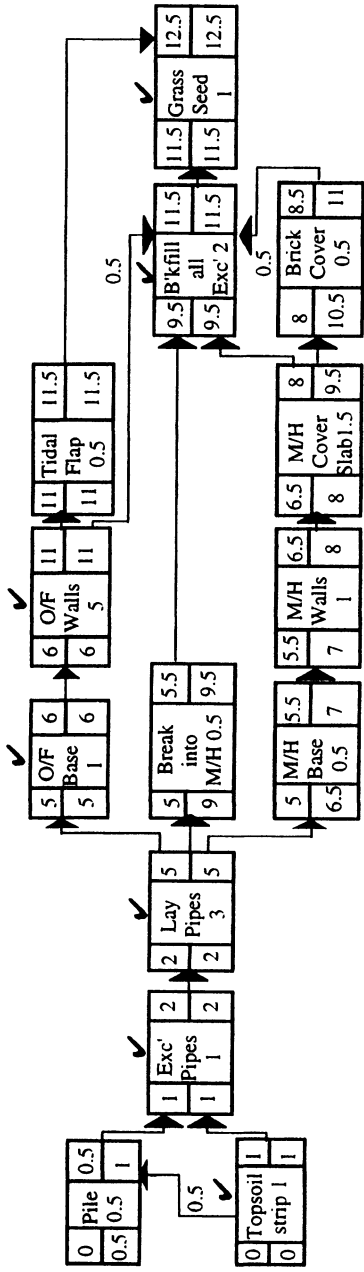 0
Pile
0.5
0.5
0.5
1
0
Topsoil
1
0
strip 1
1
0.5
Exc'
Pipes
1
1
1
2
2
Lay
Pipes
3
2
2
5
5
O/F
Base
1
5
5
6
6
O/F
Walls
5
6
6
11
11
Tidal
Flap
0.5
11
11
11.5
11.5
Break
into
M/H 0.5
5
9
5.5
9.5
M/H
Base
0.5
5
6.5
5.5
7
M/H
Walls
1
5.5
7
6.5
8
M/H
Cover
Slab1.5
6.5
8
8
9.5
Brick
Cover
0.5
8
10.5
8.5
11
0.5
0.5
B'kfill
all
Exc' 2
9.5
9.5
11.5
11.5
Grass
Seed
1
11.5
11.5
12.5
12.5